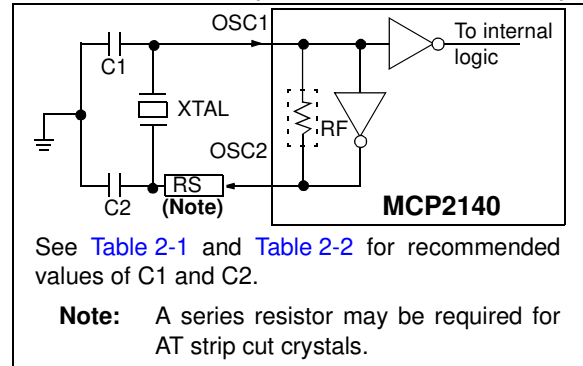 OSC1
To internal
logic
C1
XTAL
RF
OSC2
RS
C2
(Note)
MCP2140
See Table 2-1 and Table 2-2 for recommended
values of C1 and C2.
Note: A series resistor may be required for
AT strip cut crystals.